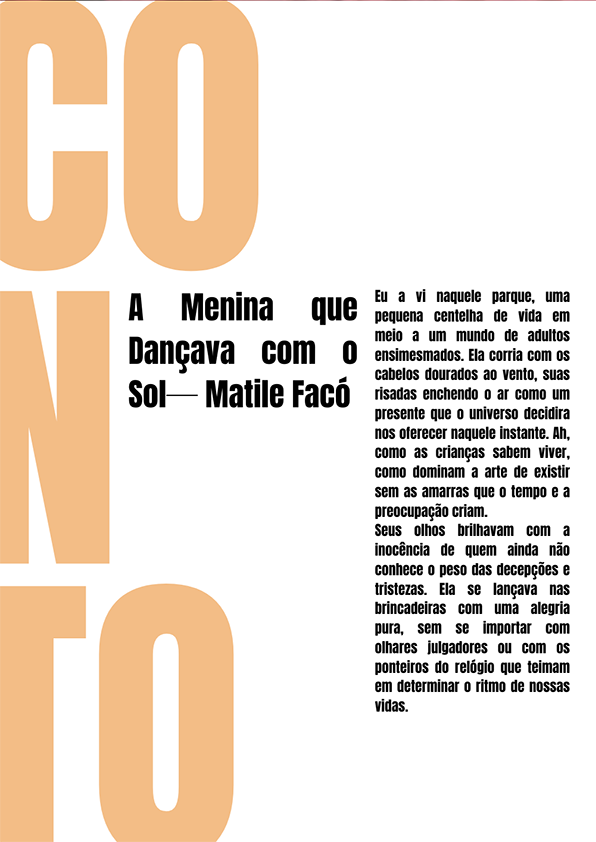 CO
N
TO
A Menina que
Dançava com o
Sol— Matile Facó
Eu a vi naquele parque, uma
pequena centelha de vida em
meio a um mundo de adultos
ensimesmados. Ela corria com os
cabelos dourados ao vento, suas
risadas enchendo o ar como um
presente que o universo decidira
nos oferecer naquele instante. Ah,
como as crianças sabem viver,
como dominam a arte de existir
sem as amarras que o tempo e a
preocupação criam.
Seus olhos brilhavam com a
inocência de quem ainda não
conhece o peso das decepções e
tristezas. Ela se lançava nas
brincadeiras com uma alegria
pura, sem se importar com
olhares julgadores ou com os
ponteiros do relógio que teimam
em determinar o ritmo de nossas
vidas.